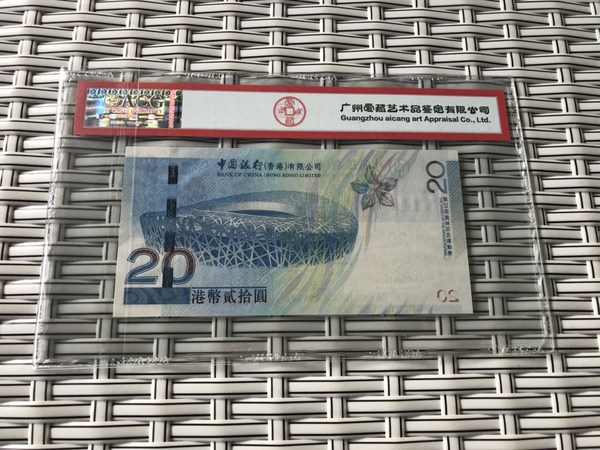 ACG
广州爱藏艺术品鉴定有限公司
Guangzhou aicang art Appraisal Co., Ltd.
中国银行(香港)有限公司
BANK OF CHINA (HONG KONG) LIMITED
20
20
港幣貳拾圓
20